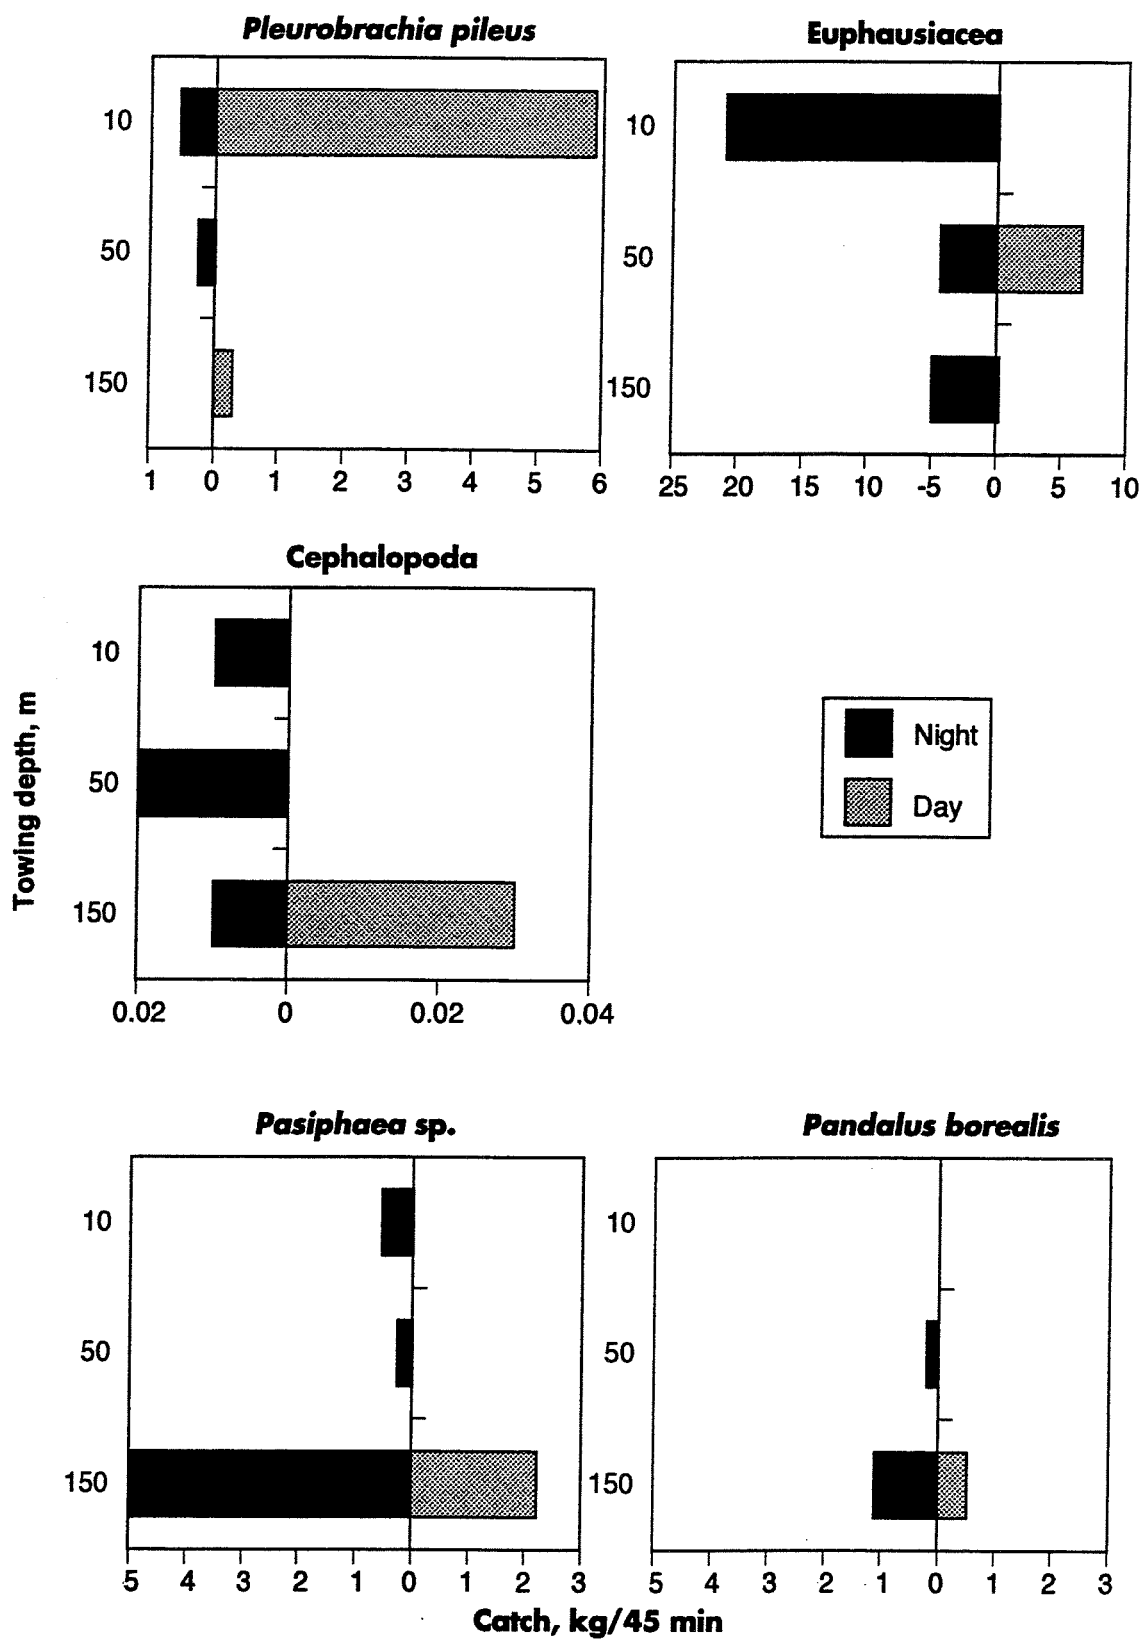 Pleurobrachia pileus
10
50
150
1 0 1 2 3 4 5 6
Euphausiacea
10
50
150
25 20 15 10 -5 0 5 10
Cephalopoda
10
50
150
0.02 0 0.02 0.04
Night
Day
Towing depth, m
Pasiphaea sp.
10
50
150
5 4 3 2 1 0 1 2 3
Pandalus borealis
10
50
150
5 4 3 2 1 0 1 2 3
Catch, kg/45 min